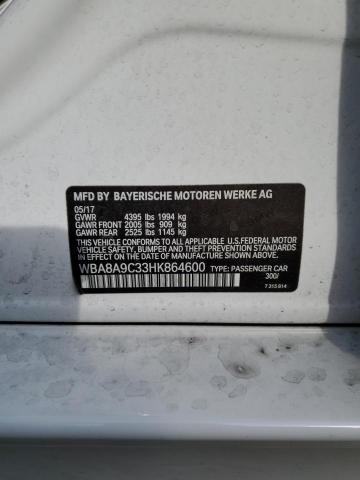 MFD BY BAYERISCHE MOTOREN WERKE AG
05/17
GVWR 4395 lbs 1994 kg
GAWR FRONT 2005 lbs 909 kg
GAWR REAR 2525 lbs 1145 kg
THIS VEHICLE CONFORMS TO ALL APPLICABLE U.S.FEDERAL MOTOR
VEHICLE SAFETY, BUMPER AND THEFT PREVENTION STANDARDS
IN EFFECT ON THE DATE OF MANUFACTURE SHOWN ABOVE.
WBA8A9C33HK864600 TYPE: PASSENGER CAR
300/
7 315 814